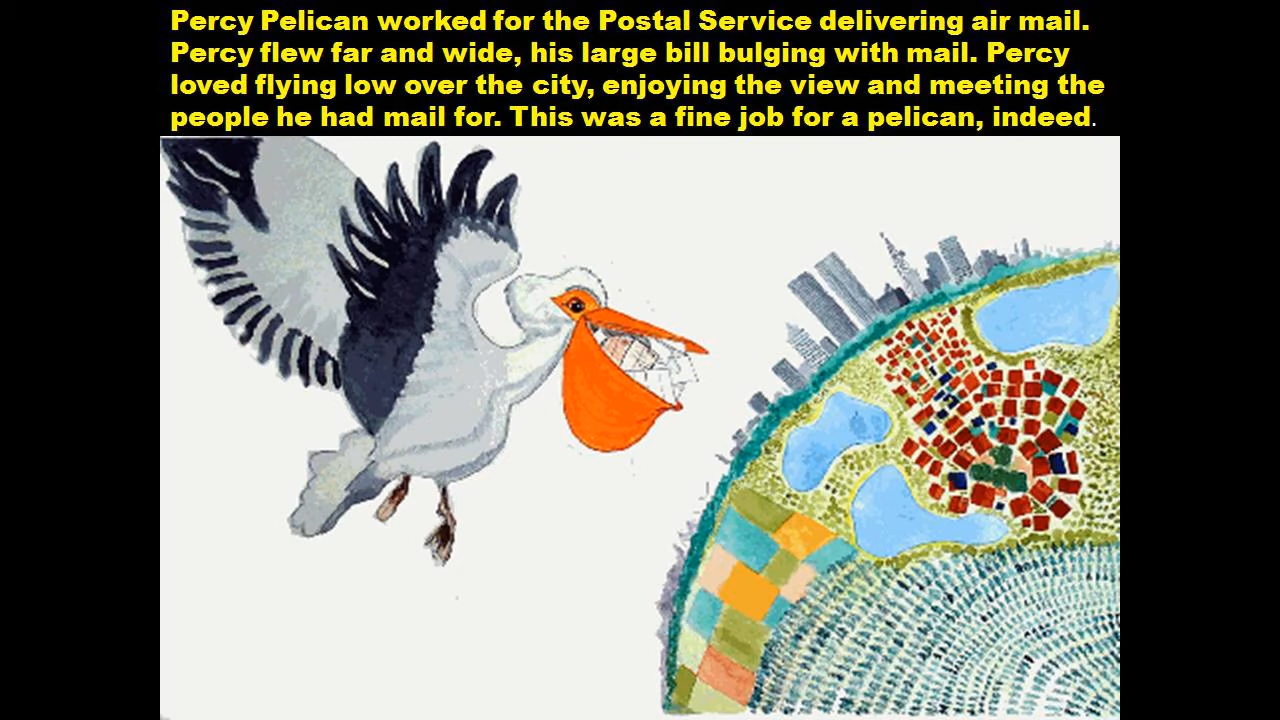 Percy Pelican worked for the Postal Service delivering air mail.
Percy flew far and wide, his large bill bulging with mail. Percy
loved flying low over the city, enjoying the view and meeting the
people he had mail for. This was a fine job for a pelican, indeed.